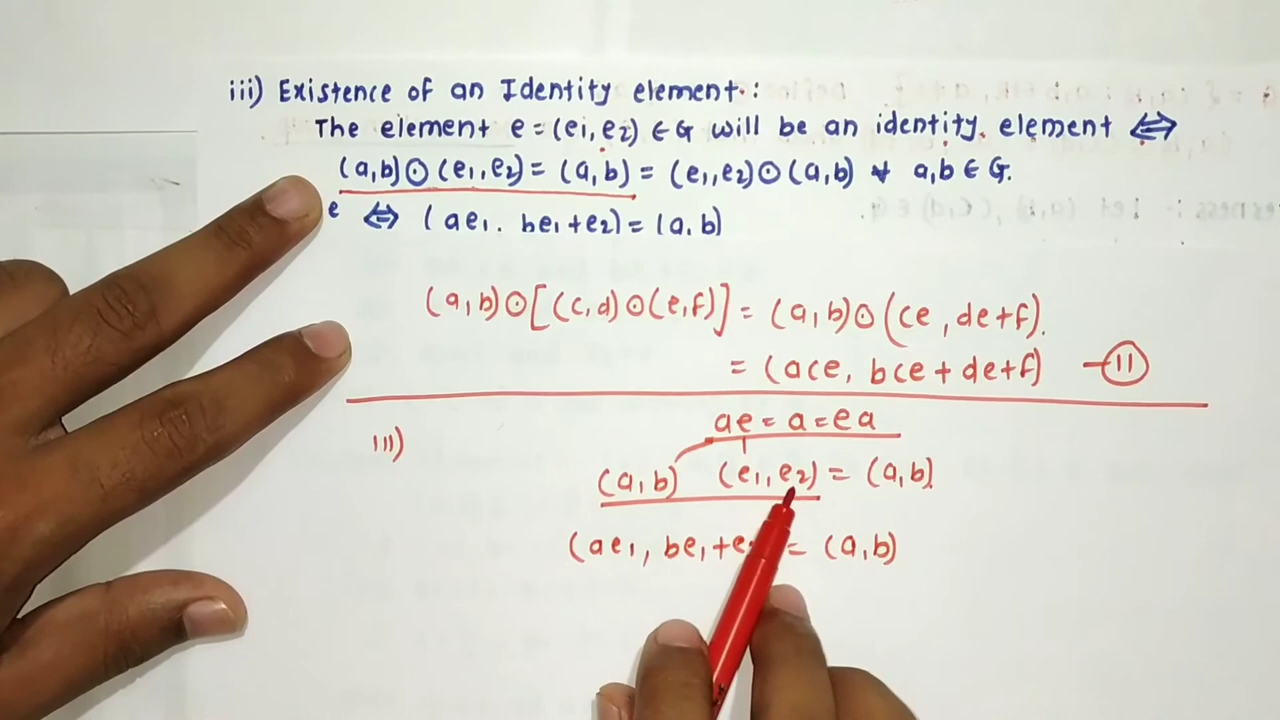 iii) Existence of an Identity element :
The element e = (e1, e2) ∈ G will be an identity element ⇔
(a,b)⊙(e1,e2) = (a,b) = (e1,e2)⊙(a,b) ∀ a,b ∈ G.
e ⇔ (ae1. be1+e2) = (a.b)
(a,b)⊙[(c,d)⊙(e,f)] = (a,b)⊙(ce, de+f).
= (ace, bce+de+f) –(11)
ae = a = ea
111)
(a,b) (e1,e2) = (a,b)
(ae1, be1+e = (a,b)